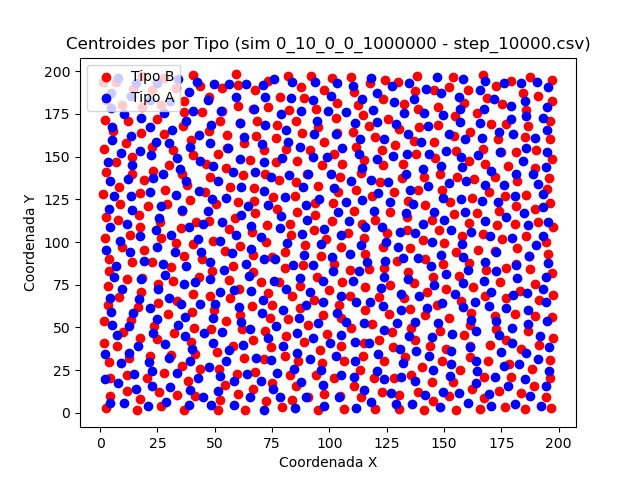 Centroides por Tipo (sim 0_10_0_0_1000000 - step_10000.csv)
Tipo B
Tipo A
Coordenada Y
200
175
150
125
100
75
50
25
0
0 25 50 75 100 125 150 175 200
Coordenada X